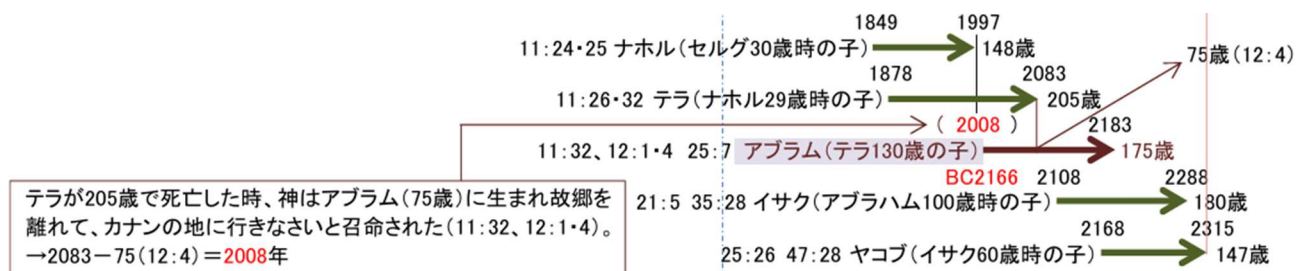 1849 1997
11:24・25 ナホル(セルグ30歳時の子) 148歳
1878 2083 75歳(12:4)
11:26・32 テラ(ナホル29歳時の子) 205歳
( 2008 ) 2183
11:32、12:1・4 25:7 アブラム(テラ130歳の子) 175歳
BC2166 2108 2288
21:5 35:28 イサク(アブラハム100歳時の子) 180歳
2168 2315
25:26 47:28 ヤコブ(イサク60歳時の子) 147歳
テラが205歳で死亡した時、神はアブラム(75歳)に生まれ故郷を
離れて、カナンの地に行きなさいと召命された(11:32、12:1・4)。
→2083-75(12:4)=2008年